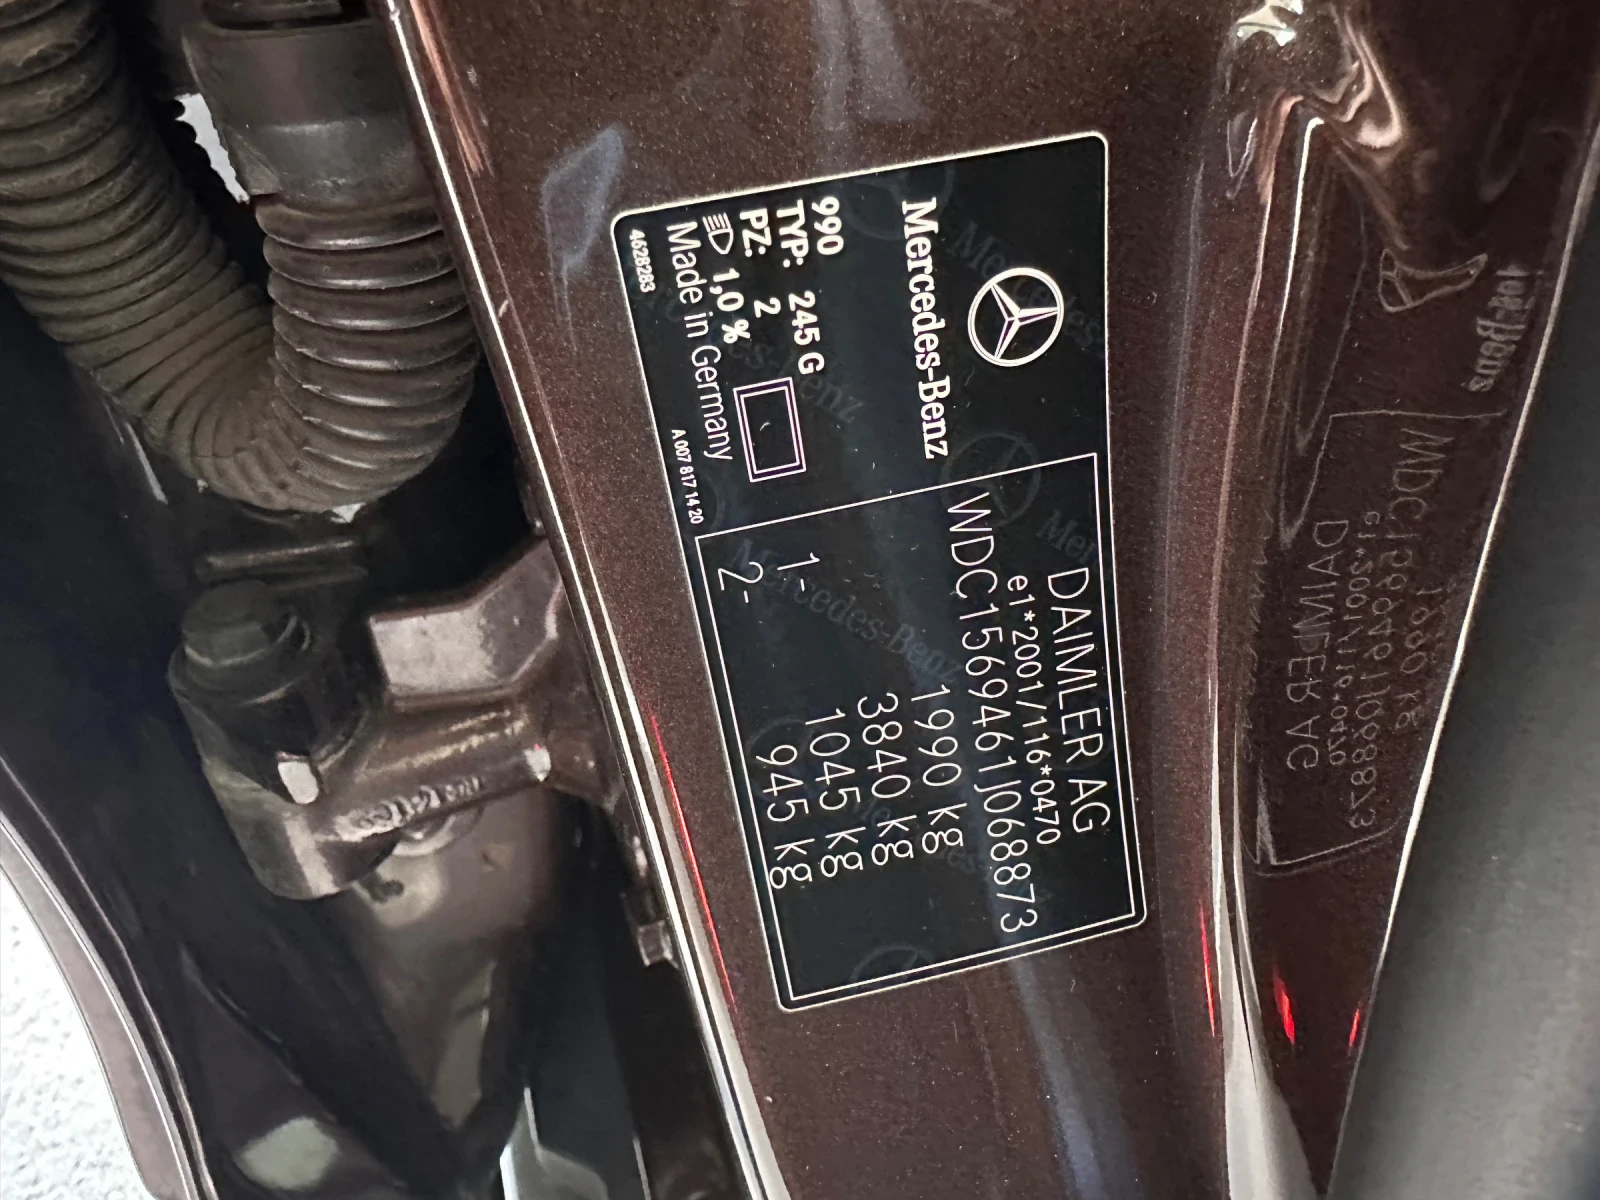 Mercedes-Benz
DAIMLER AG
e1*2001/116*0470
WDC1569461J068873
1990 kg
3840 kg
1- 1045 kg
2- 945 kg
990
TYP: 245 G
PZ: 2
1,0 %
Made in Germany
4628283
A 007 817 14 20